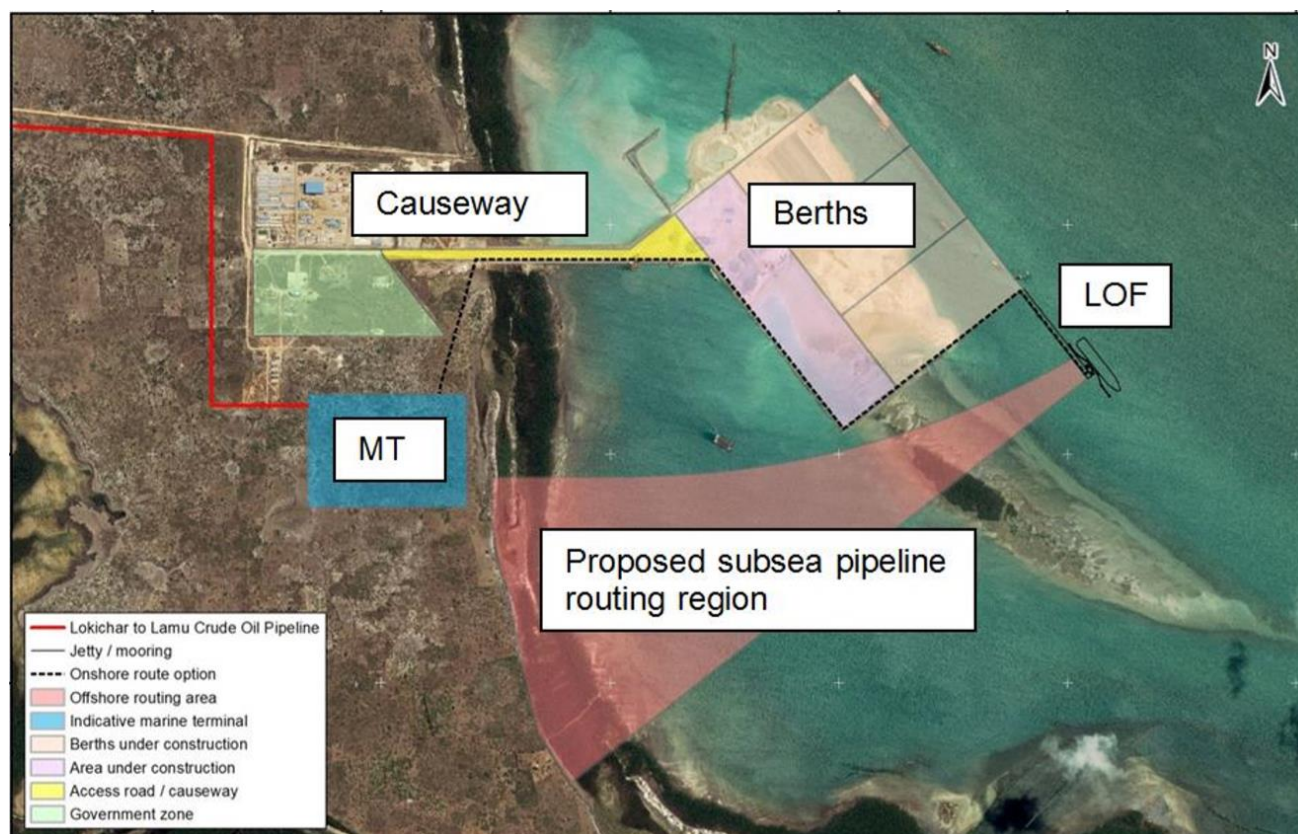 N
Causeway
Berths
LOF
MT
Proposed subsea pipeline
routing region
Lokichar to Lamu Crude Oil Pipeline
Jetty / mooring
Onshore route option
Offshore routing area
Indicative marine terminal
Berths under construction
Area under construction
Access road / causeway
Government zone